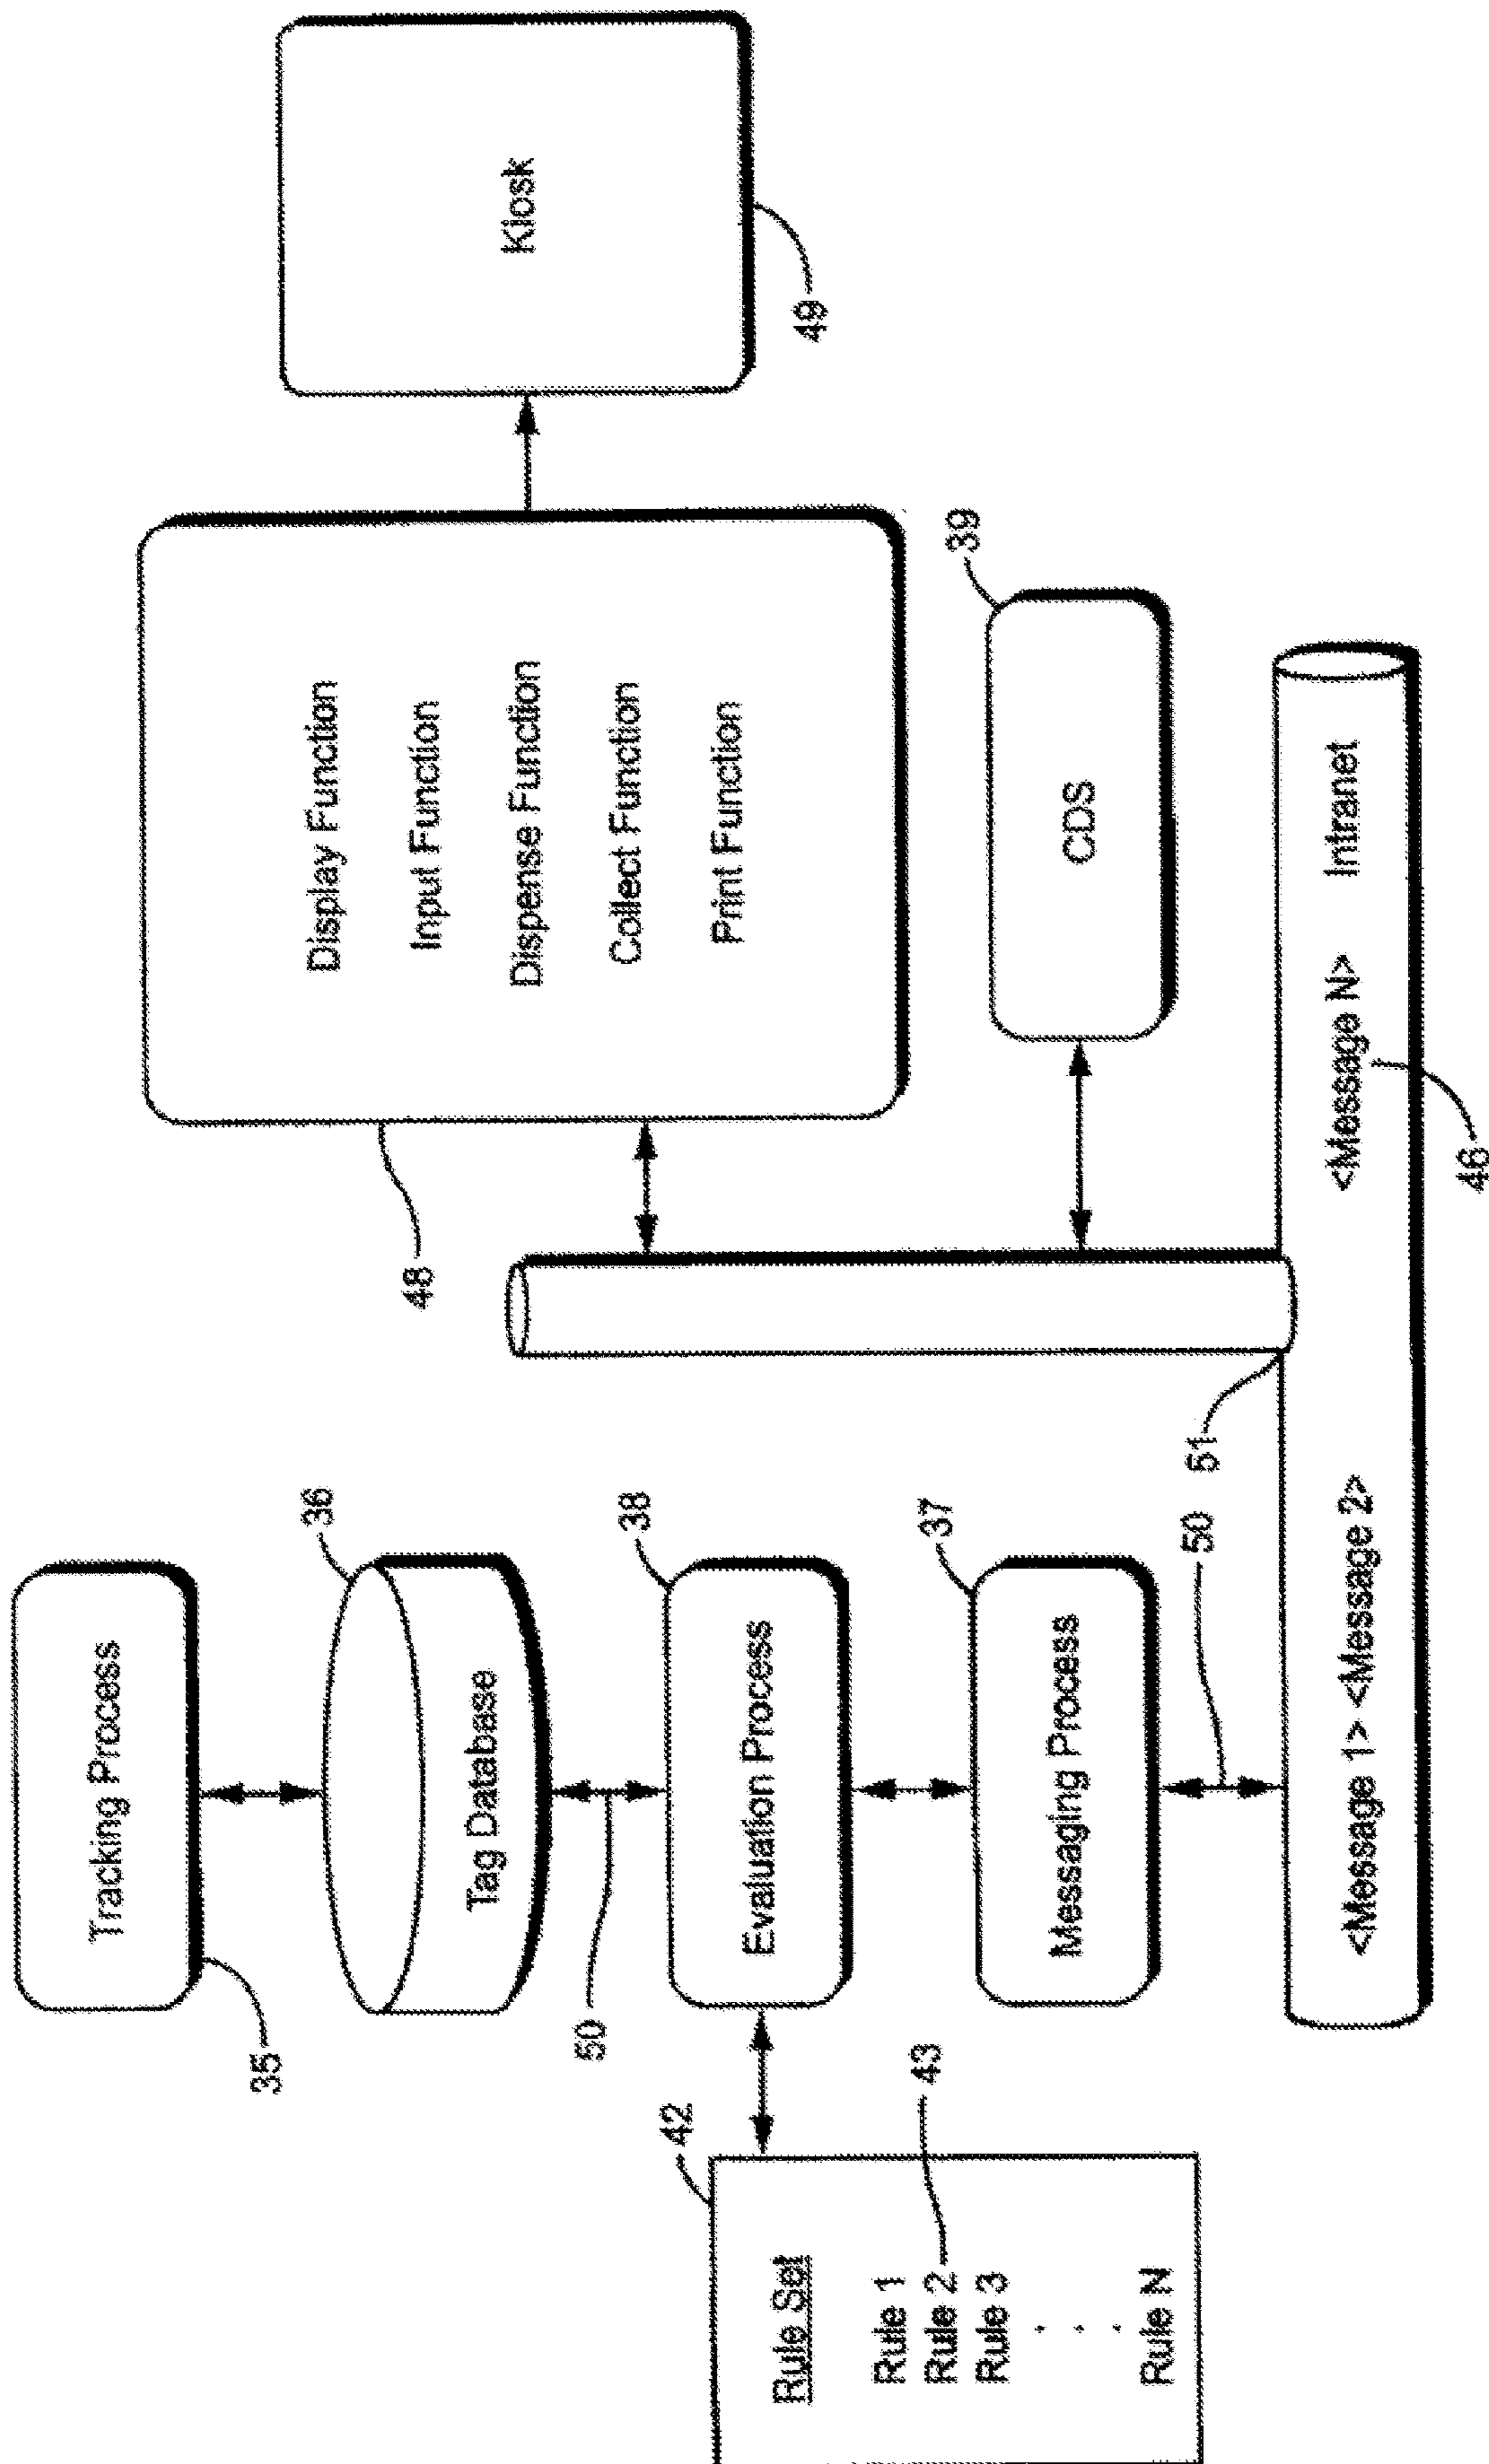 Tracking Process
35
36
Tag Database
50
38
Evaluation Process
42
Rule Set
Rule 1
Rule 2
Rule 3
.
.
.
Rule N
43
37
Messaging Process
50
51
<Message 1> <Message 2>
<Message N>
Intranet
46
48
Display Function
Input Function
Dispense Function
Collect Function
Print Function
Kiosk
49
39
CDS